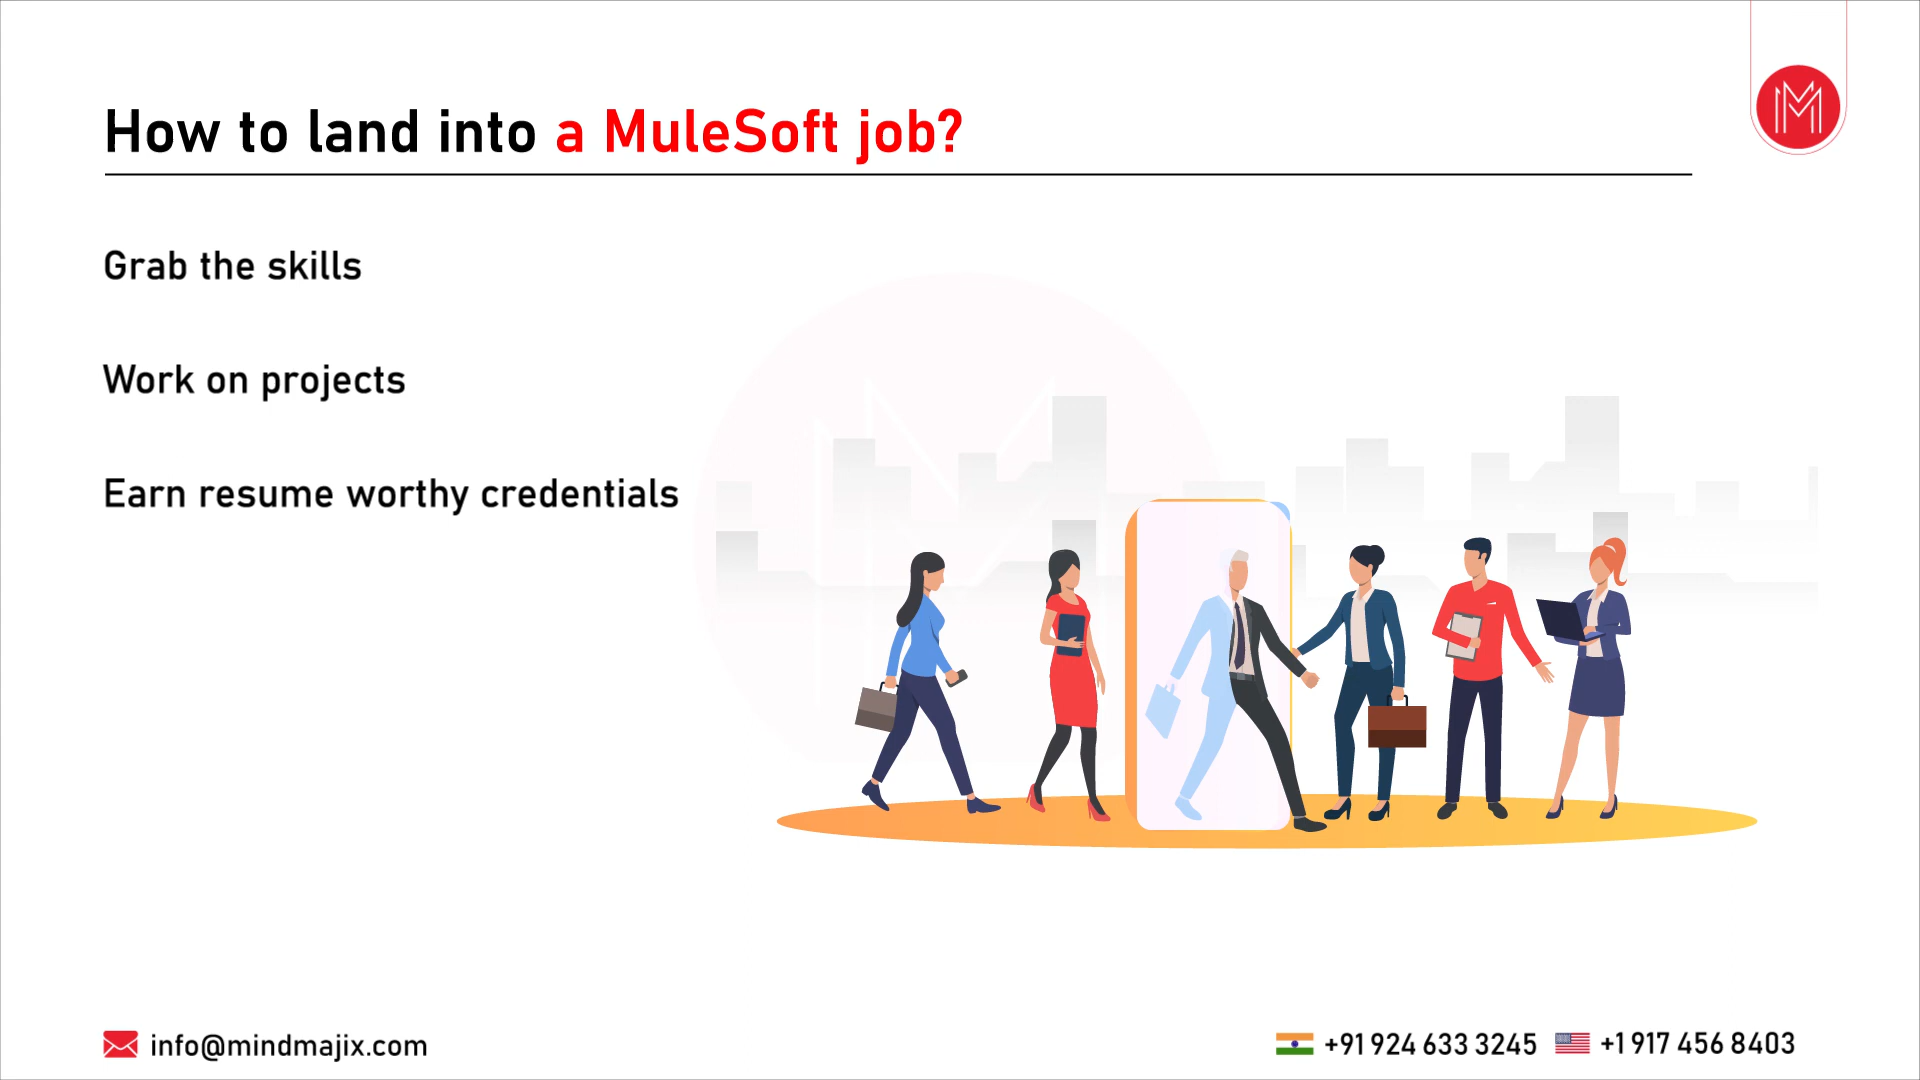 How to land into a MuleSoft job?
Grab the skills
Work on projects
Earn resume worthy credentials
info@mindmajix.com
+91 924 633 3245
+1 917 456 8403